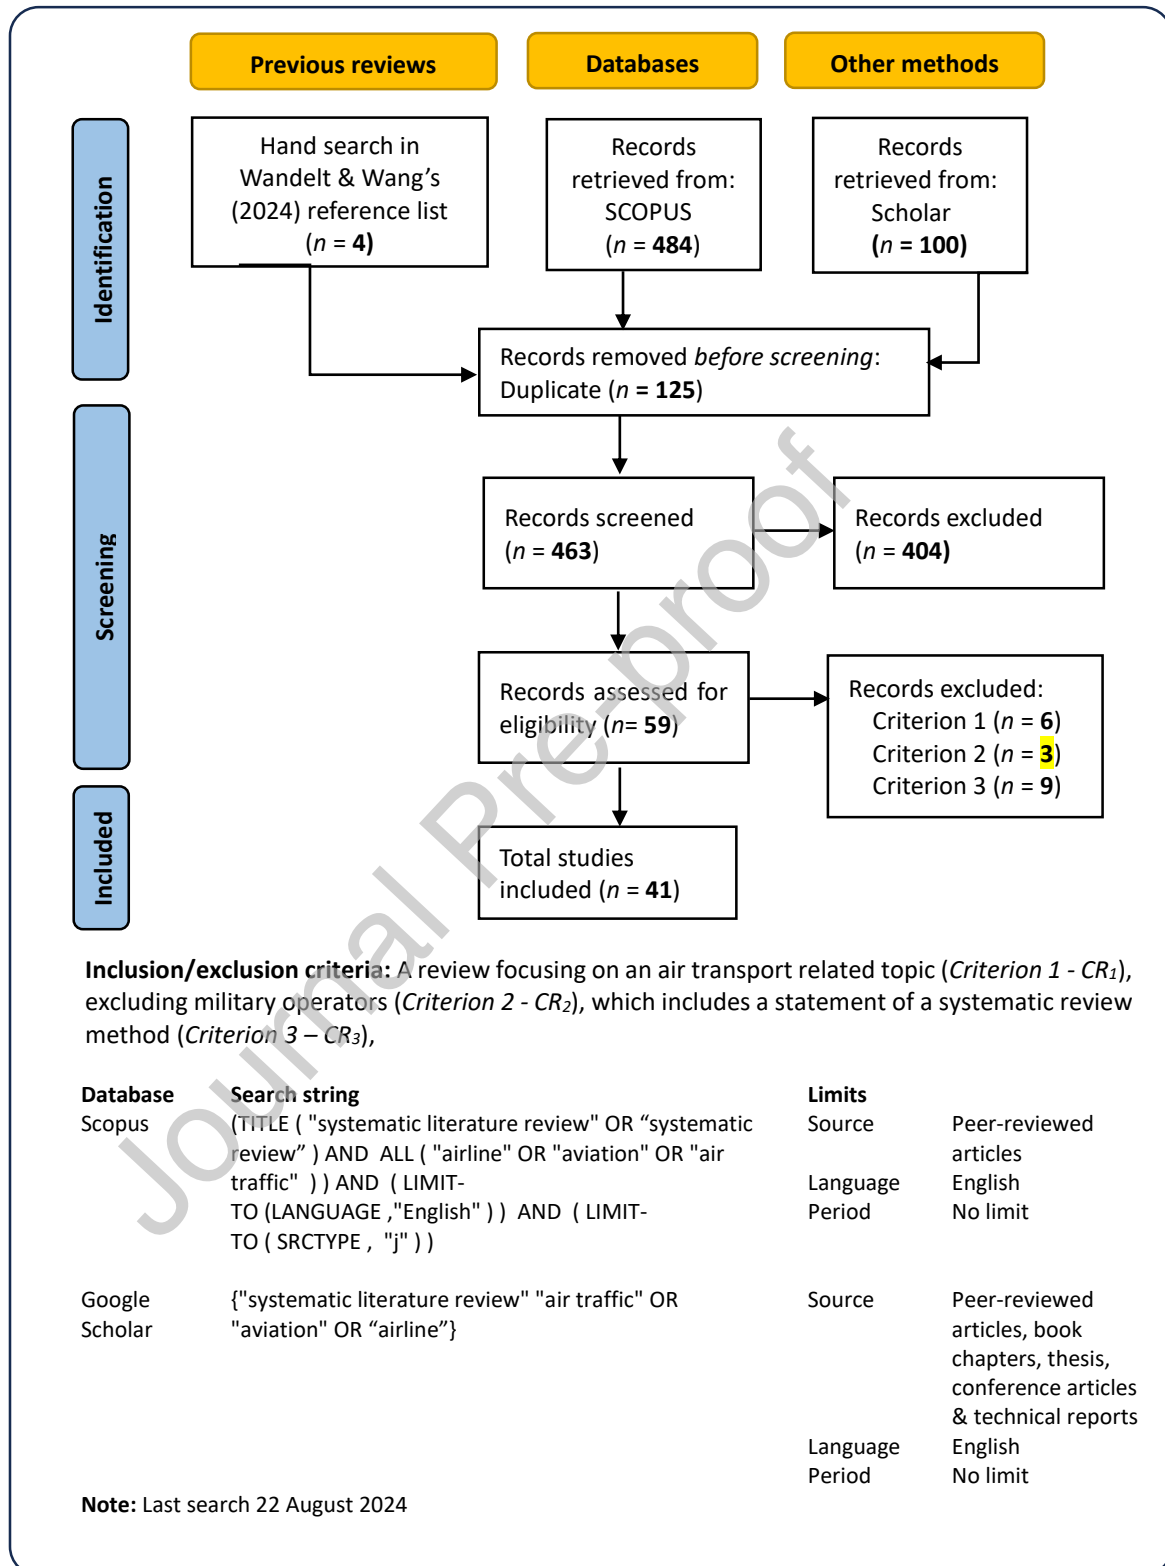 Previous reviews
Databases
Other methods
Identification
Hand search in
Wandelt & Wang’s
(2024) reference list
(n = 4)
Records
retrieved from:
SCOPUS
(n = 484)
Records
retrieved from:
Scholar
(n = 100)
Records removed before screening:
Duplicate (n = 125)
Screening
Records screened
(n = 463)
Records excluded
(n = 404)
Records assessed for
eligibility (n= 59)
Records excluded:
Criterion 1 (n = 6)
Criterion 2 (n = 3)
Criterion 3 (n = 9)
Included
Total studies
included (n = 41)
Journal Pre-proof
Inclusion/exclusion criteria: A review focusing on an air transport related topic (Criterion 1 - CR1),
excluding military operators (Criterion 2 - CR2), which includes a statement of a systematic review
method (Criterion 3 – CR3),
Database Search string Limits
Scopus (TITLE ( "systematic literature review" OR “systematic Source Peer-reviewed
review” ) AND ALL ( "airline" OR "aviation" OR "air articles
traffic" ) ) AND ( LIMIT- Language English
TO (LANGUAGE ,"English" ) ) AND ( LIMIT- Period No limit
TO ( SRCTYPE , "j" ) )
Google {"systematic literature review" "air traffic" OR Source Peer-reviewed
Scholar "aviation" OR “airline”} articles, book
chapters, thesis,
conference articles
& technical reports
Language English
Period No limit
Note: Last search 22 August 2024